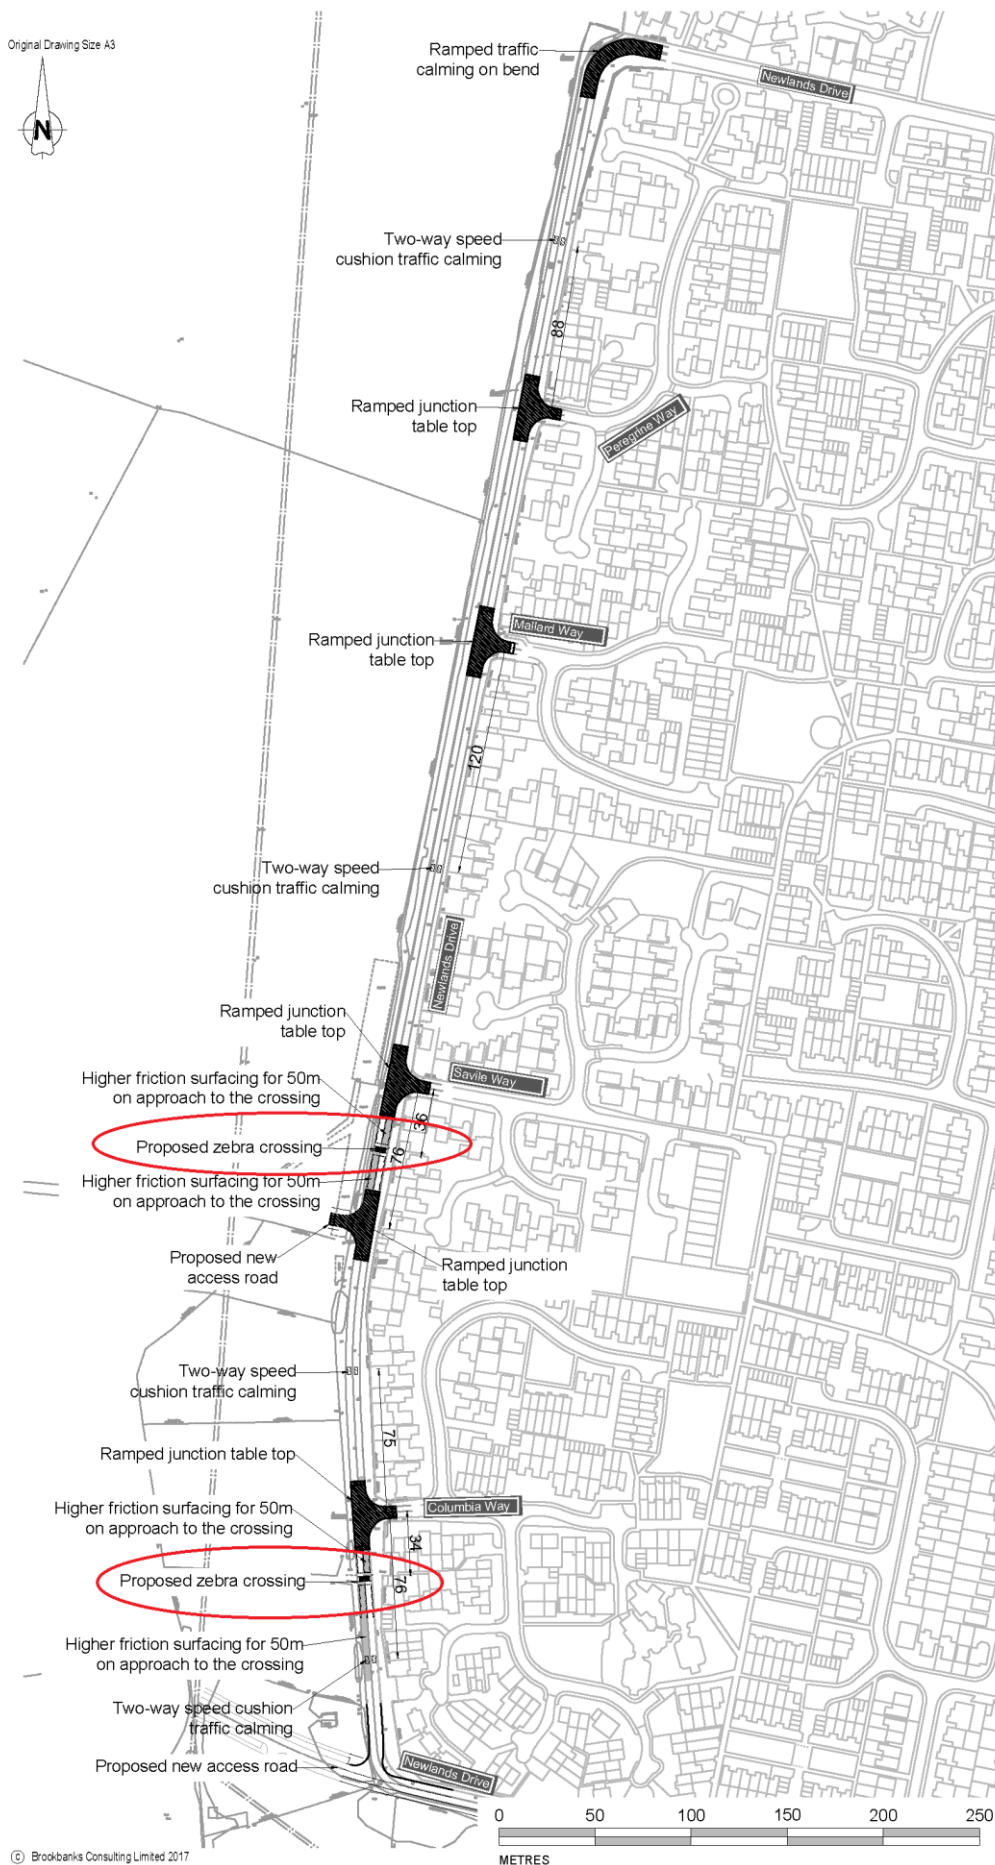 Original Drawing Size A3
N
Ramped traffic
calming on bend
Newlands Drive
Two-way speed
cushion traffic calming
88
Ramped junction
table top
Peregrine Way
Ramped junction
table top
Mallard Way
120
Two-way speed
cushion traffic calming
Newlands Drive
Ramped junction
table top
Savile Way
Higher friction surfacing for 50m
on approach to the crossing
36
Proposed zebra crossing
76
Higher friction surfacing for 50m
on approach to the crossing
Proposed new
access road
Ramped junction
table top
Two-way speed
cushion traffic calming
75
Ramped junction table top
Columbia Way
Higher friction surfacing for 50m
on approach to the crossing
34
Proposed zebra crossing
76
Higher friction surfacing for 50m
on approach to the crossing
Two-way speed cushion
traffic calming
Proposed new access road
Newlands Drive
0 50 100 150 200 250
METRES
© Brookbanks Consulting Limited 2017